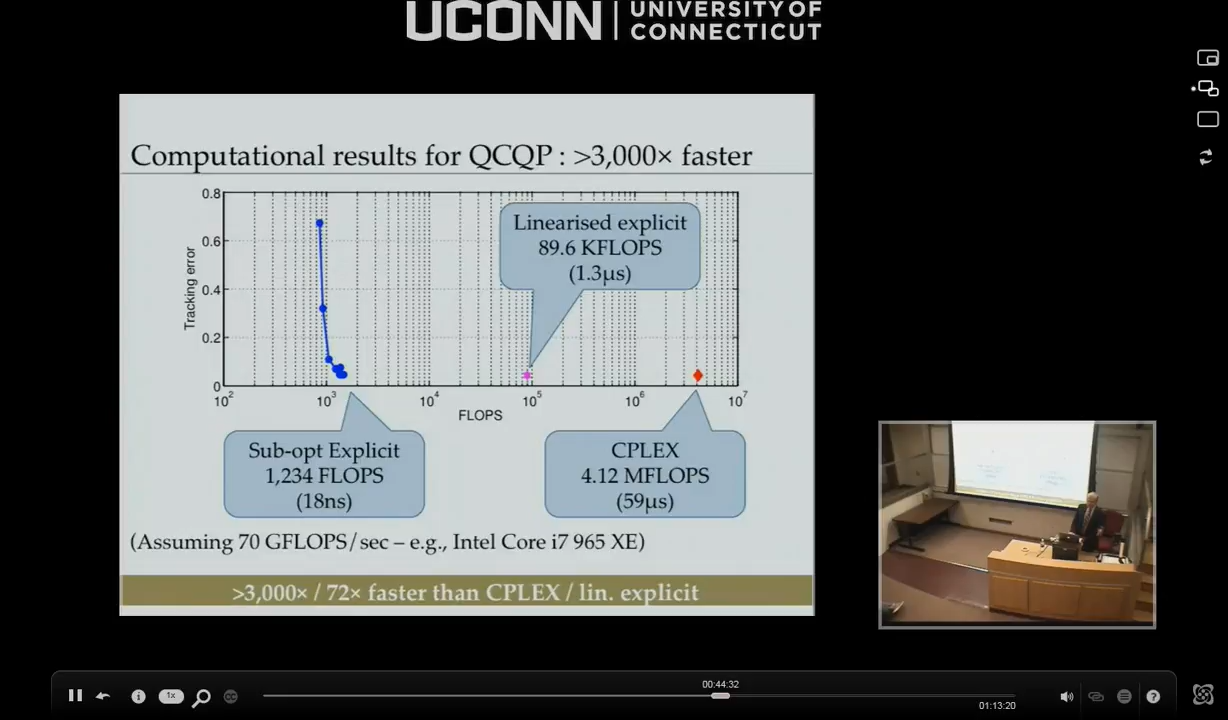 UCONN | UNIVERSITY OF
CONNECTICUT
Computational results for QCQP : >3,000× faster
0.8
0.6
0.4
0.2
0
Tracking error
10²
10³
10⁴
10⁵
10⁶
10⁷
FLOPS
Linearised explicit
89.6 KFLOPS
(1.3µs)
Sub-opt Explicit
1,234 FLOPS
(18ns)
CPLEX
4.12 MFLOPS
(59µs)
(Assuming 70 GFLOPS/sec – e.g., Intel Core i7 965 XE)
>3,000× / 72× faster than CPLEX / lin. explicit
1x
CC
00:44:32
01:13:20